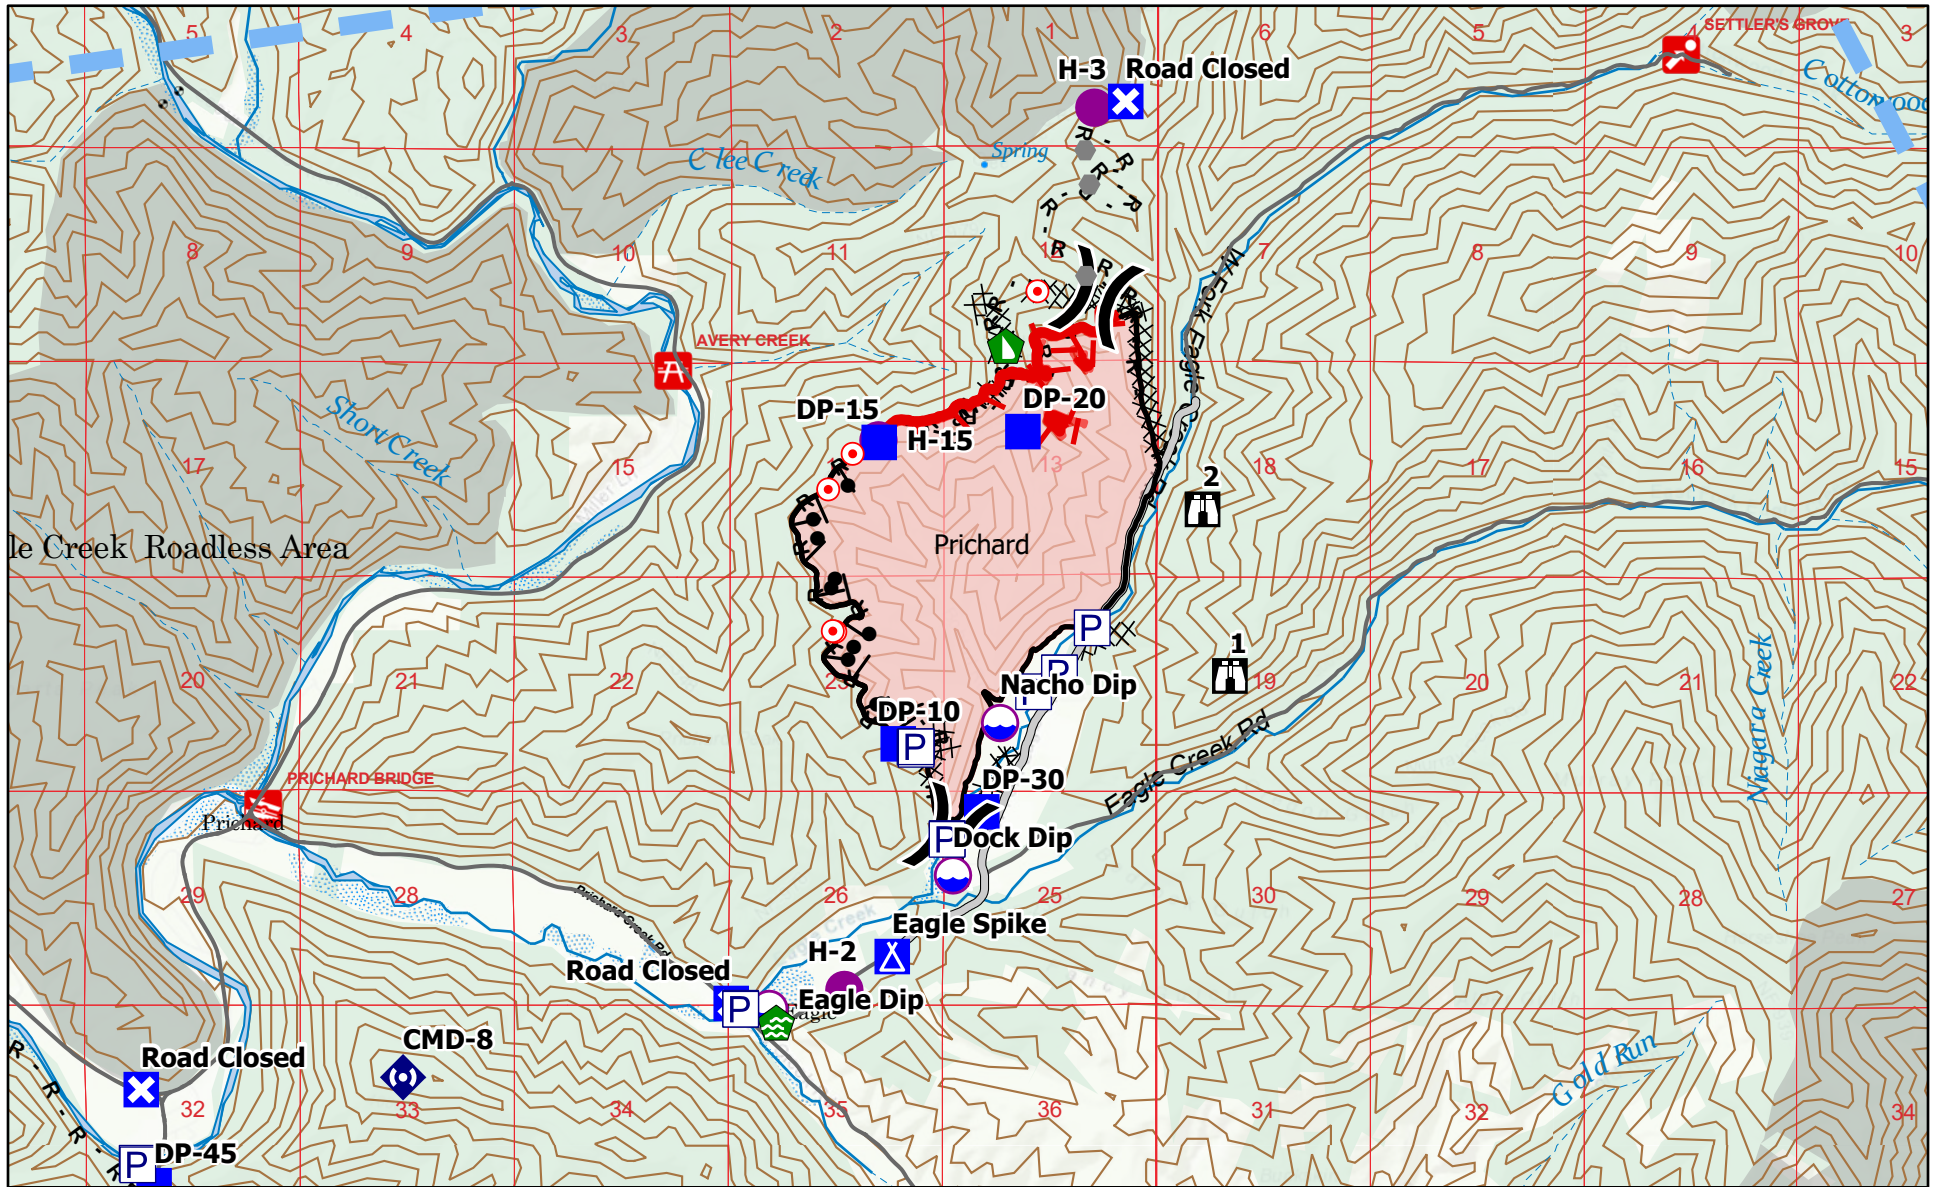 5
4
3
2
1
6
5
SETTLER'S GROVE
3
H-3
Road Closed
Cottonwood
Clee Creek
Spring
8
9
10
11
12
7
8
9
10
W Fork Eagle Creek Rd
AVERY CREEK
Short Creek
DP-15
DP-20
H-15
17
15
13
18
17
16
15
2
le Creek Roadless Area
Prichard
P
1
20
21
22
23
19
20
21
22
P
Nacho Dip
DP-10
P
Niagara Creek
Eagle Creek Rd
PRICHARD BRIDGE
Prichard
DP-30
P
Dock Dip
29
28
26
25
30
29
28
27
Prichard Creek Rd
Eagle Spike
H-2
Road Closed
P
Eagle Dip
Eagle
CMD-8
Road Closed
Gold Run
32
33
34
35
36
31
32
34
P
DP-45